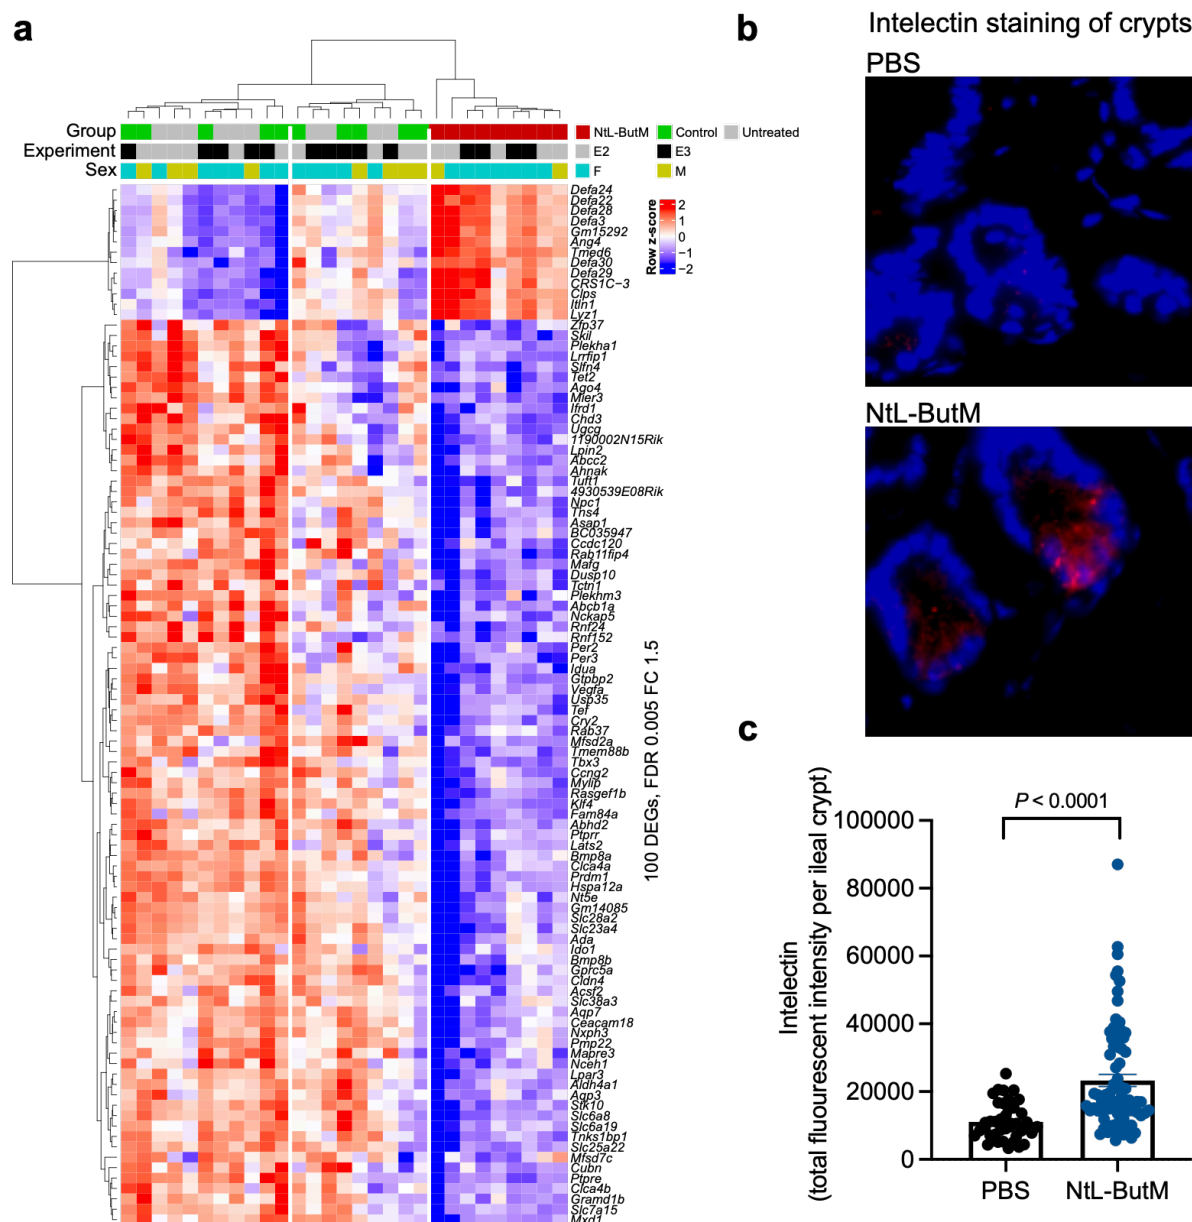 a
Group
Experiment
Sex
NtL-ButM
Control
Untreated
E2
E3
F
M
Row z-score
2
1
0
−1
−2
Defa24
Defa22
Defa28
Defa3
Gm15292
Ang4
Tmed6
Defa30
Defa29
CRS1C−3
Clps
Itln1
Lyz1
Zfp37
Skil
Plekha1
Lrrfip1
Slfn4
Tet2
Ago4
Mier3
Ifrd1
Chd3
Ugcg
1190002N15Rik
Lpin2
Abcc2
Ahnak
Tuft1
4930539E08Rik
Npc1
Ths4
Asap1
BC035947
Ccdc120
Rab11fip4
Mafg
Dusp10
Tctn1
Plekhm3
Abcb1a
Nckap5
Rnf24
Rnf152
Per2
Per3
Idua
Gtpbp2
Vegfa
Usp35
Tef
Cry2
Rab37
Mfsd2a
Tmem88b
Tbx3
Ccng2
Mylip
Rasgef1b
Klf4
Fam84a
Abhd2
Ptprr
Lats2
Bmp8a
Clca4a
Prdm1
Hspa12a
Nt5e
Gm14085
Slc28a2
Slc23a4
Ada
Ido1
Bmp8b
Gprc5a
Cldn4
Acsf2
Slc38a3
Aqp7
Ceacam18
Nxph3
Pmp22
Mapre3
Nceh1
Lpar3
Aldh4a1
Aqp3
Stk10
Slc6a8
Slc6a19
Tnks1bp1
Slc25a22
Mfsd7c
Cubn
Ptpre
Clca4b
Gramd1b
Slc7a15
Mxd1
100 DEGs, FDR 0.005 FC 1.5
b
Intelectin staining of crypts
PBS
NtL-ButM
c
Intelectin
(total fluorescent intensity per ileal crypt)
P < 0.0001
100000
80000
60000
40000
20000
0
PBS
NtL-ButM